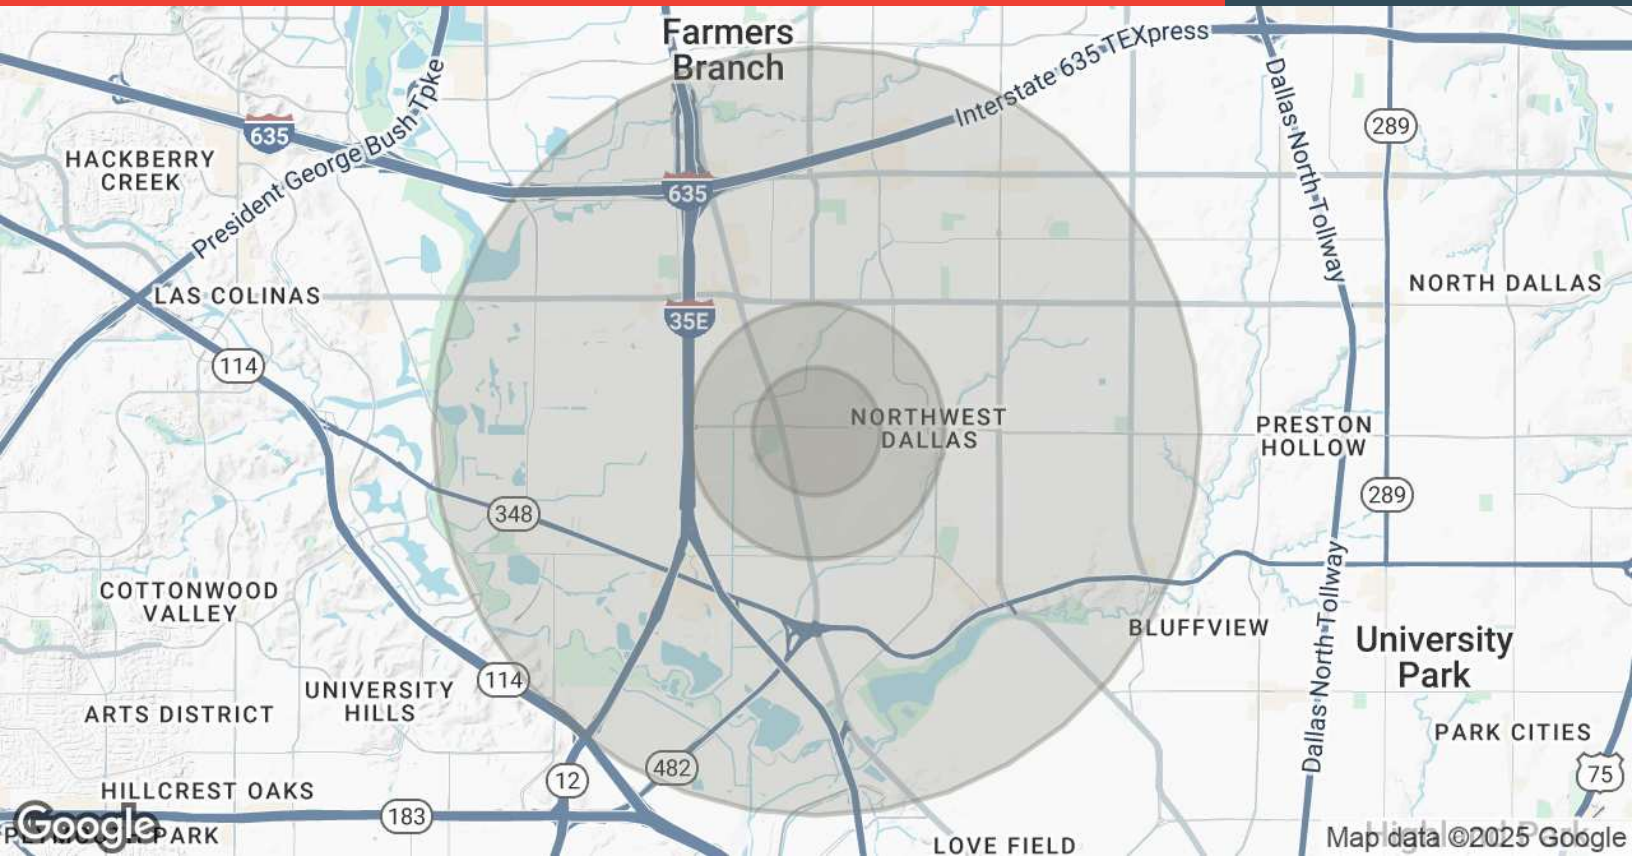 Farmers
Branch
Interstate 635 TEXpress
289
635
President George Bush Tpke
HACKBERRY
CREEK
635
Dallas North Tollway
LAS COLINAS
NORTH DALLAS
35E
114
NORTHWEST
DALLAS
PRESTON
HOLLOW
289
348
COTTONWOOD
VALLEY
BLUFFVIEW
University
Park
Dallas North Tollway
114
UNIVERSITY
HILLS
ARTS DISTRICT
PARK CITIES
75
482
12
HILLCREST OAKS
183
Google
PARK
LOVE FIELD
Map data ©2025 Google